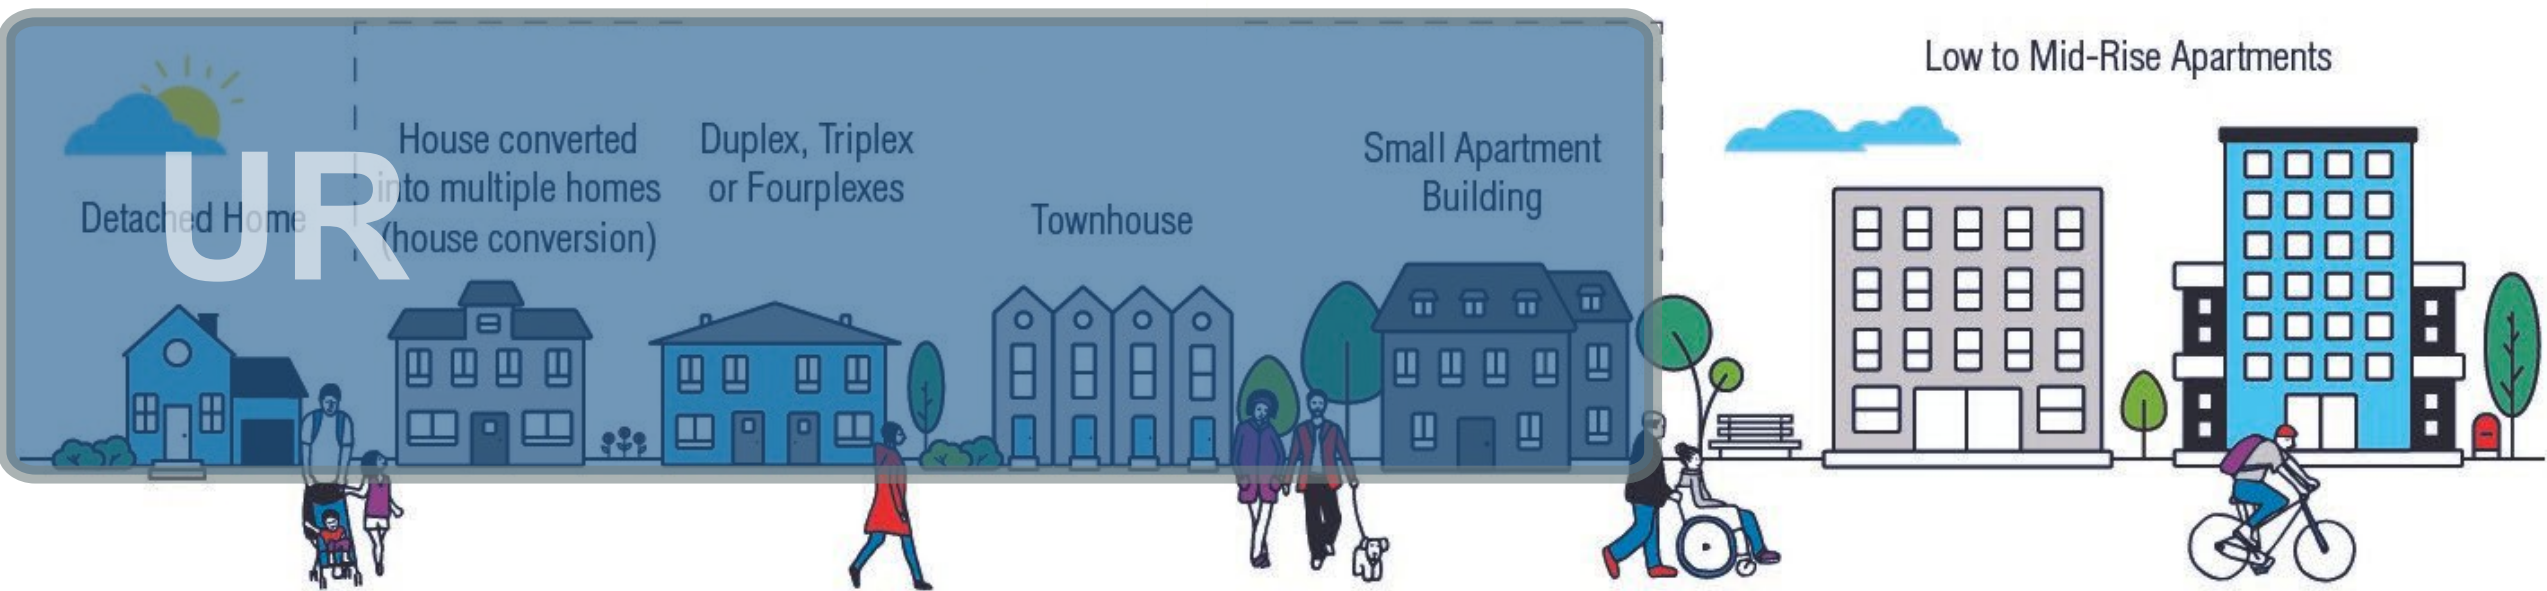 Low to Mid-Rise Apartments
House converted
into multiple homes
(house conversion)
Duplex, Triplex
or Fourplexes
Small Apartment
Building
UR
Detached Home
Townhouse